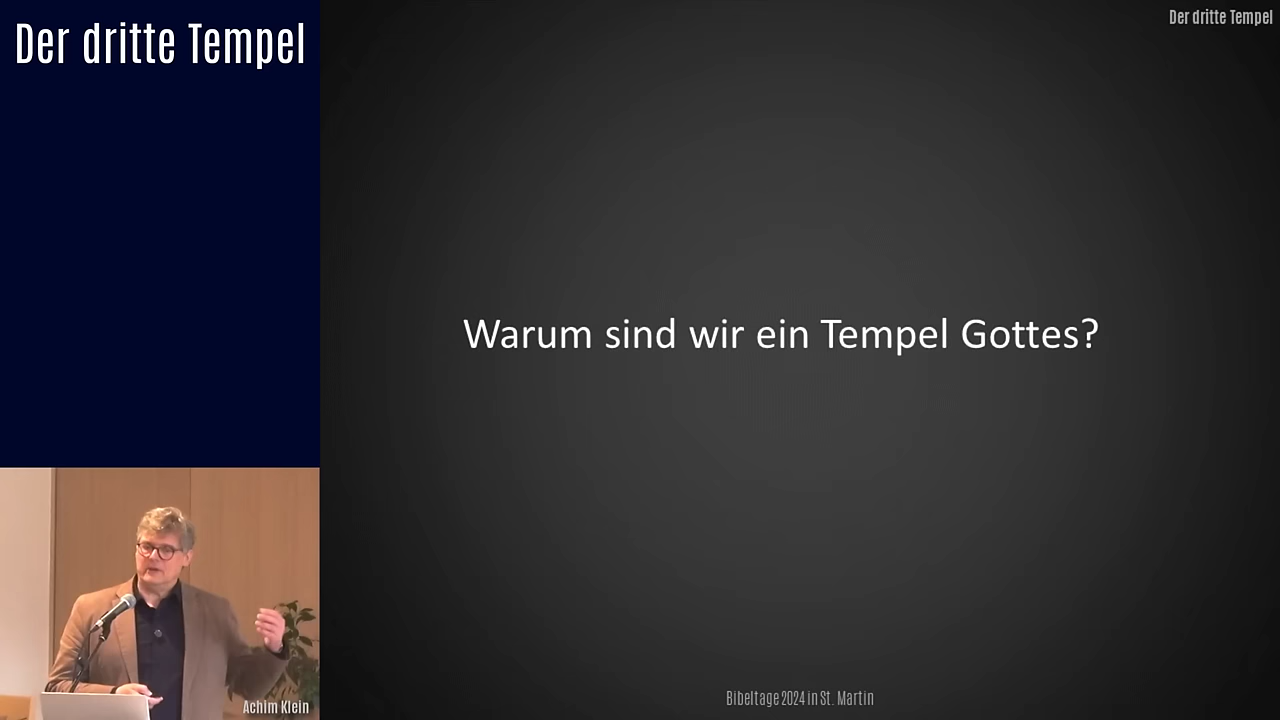 Der dritte Tempel
Der dritte Tempel
Warum sind wir ein Tempel Gottes?
Achim Klein
Bibeltage 2024 in St. Martin